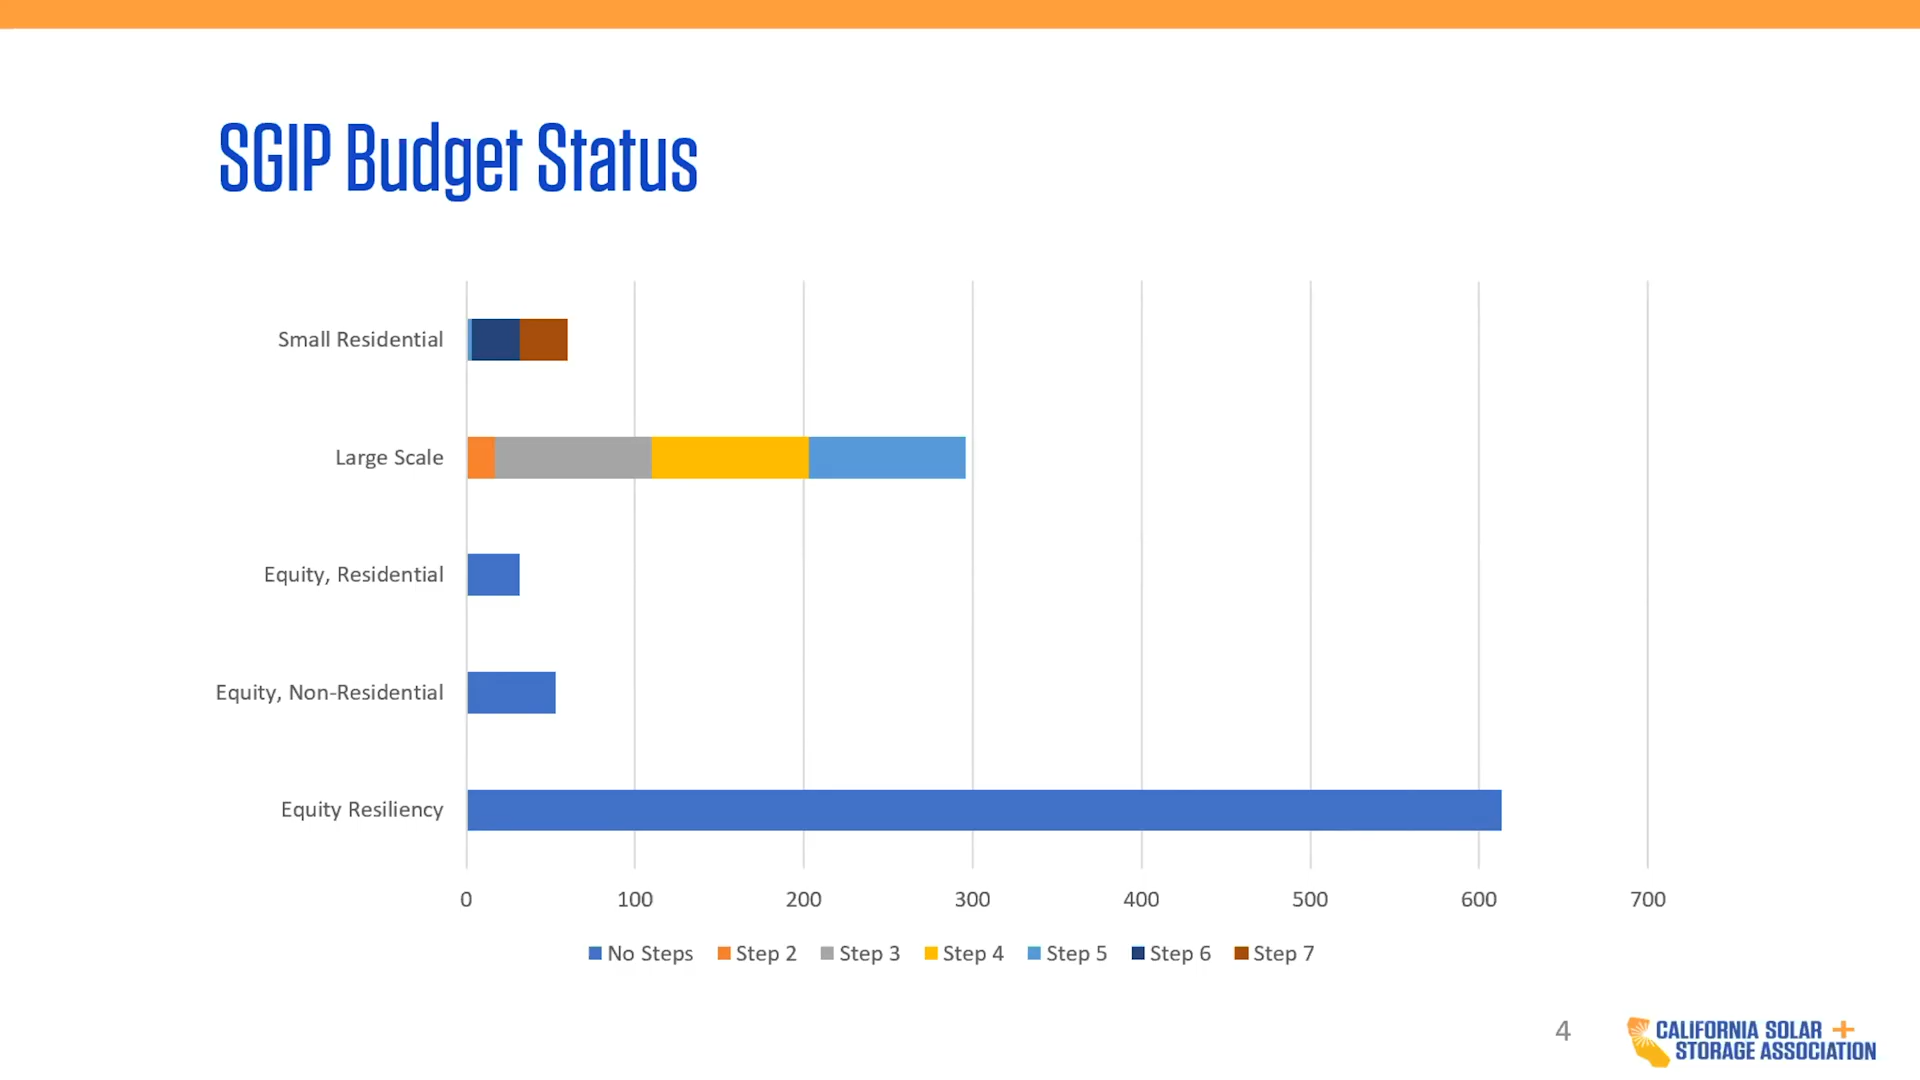 SGIP Budget Status
Small Residential
Large Scale
Equity, Residential
Equity, Non-Residential
Equity Resiliency
0 100 200 300 400 500 600 700
No Steps Step 2 Step 3 Step 4 Step 5 Step 6 Step 7
4
CALIFORNIA SOLAR +
STORAGE ASSOCIATION